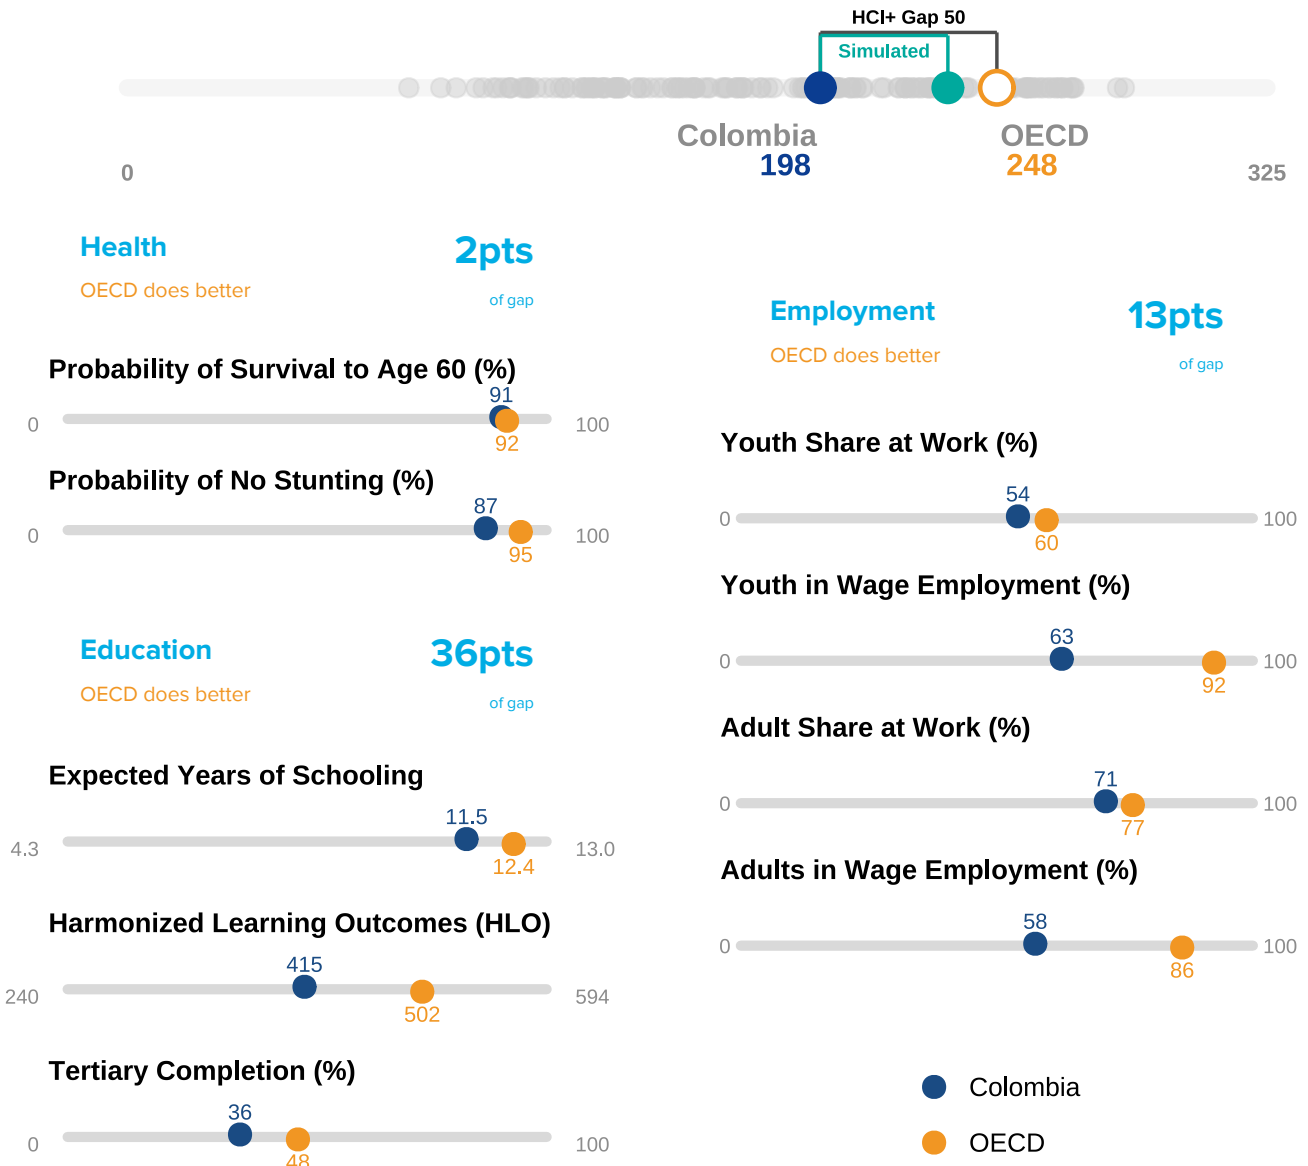 HCI+ Gap 50
Simulated
Colombia
198
OECD
248
0
325
Health
2pts
OECD does better
of gap
Probability of Survival to Age 60 (%)
91
0
100
92
Probability of No Stunting (%)
87
0
100
95
Education
36pts
OECD does better
of gap
Expected Years of Schooling
11.5
4.3
13.0
12.4
Harmonized Learning Outcomes (HLO)
415
240
594
502
Tertiary Completion (%)
36
0
100
48
Employment
13pts
OECD does better
of gap
Youth Share at Work (%)
54
0
100
60
Youth in Wage Employment (%)
63
0
100
92
Adult Share at Work (%)
71
0
100
77
Adults in Wage Employment (%)
58
0
100
86
Colombia
OECD